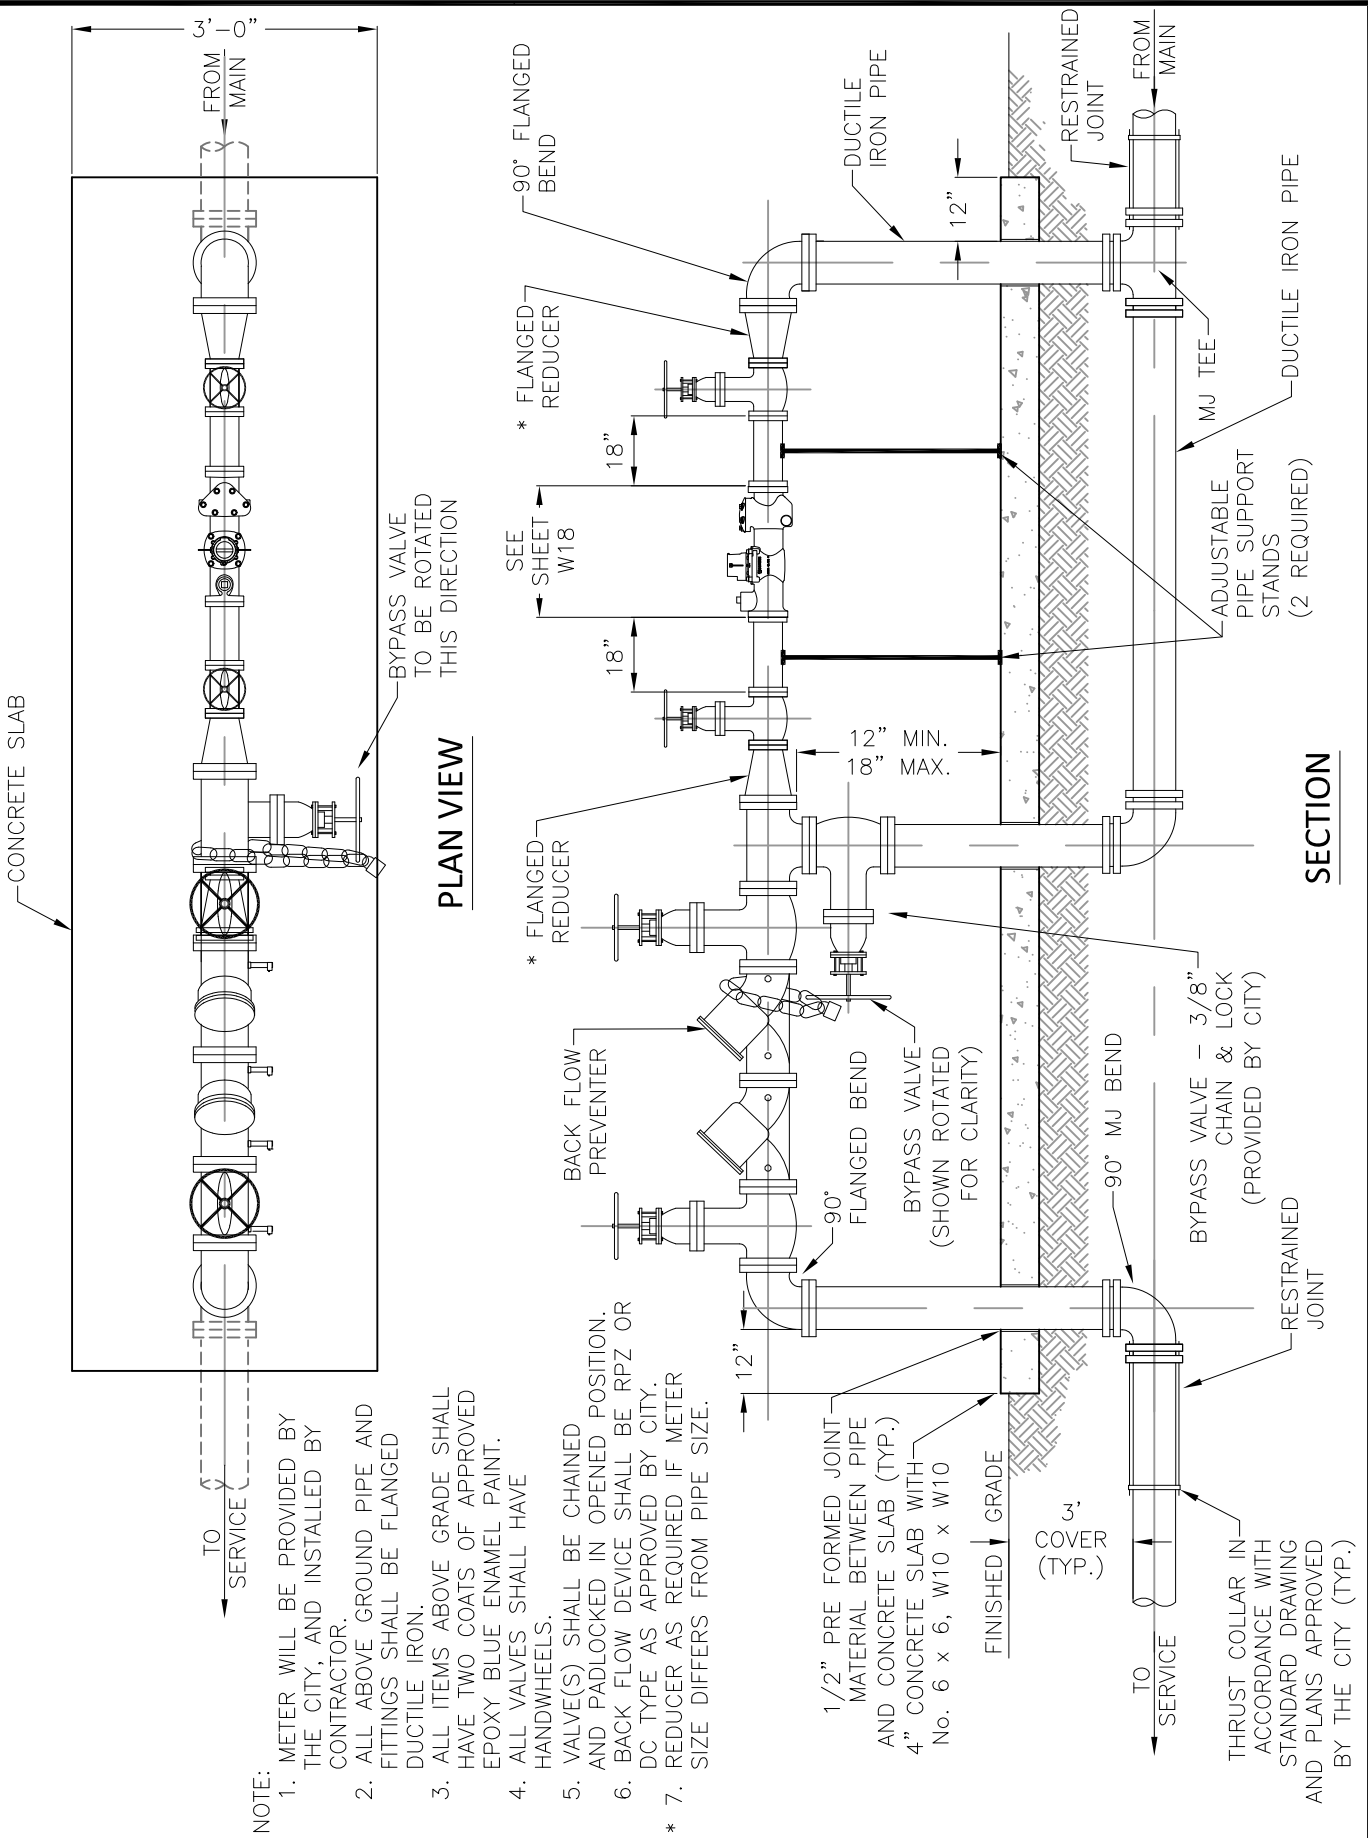 CONCRETE SLAB
3'-0"
FROM
MAIN
TO
SERVICE
BYPASS VALVE
TO BE ROTATED
THIS DIRECTION
PLAN VIEW
NOTE:
1. METER WILL BE PROVIDED BY
THE CITY, AND INSTALLED BY
CONTRACTOR.
2. ALL ABOVE GROUND PIPE AND
FITTINGS SHALL BE FLANGED
DUCTILE IRON.
3. ALL ITEMS ABOVE GRADE SHALL
HAVE TWO COATS OF APPROVED
EPOXY BLUE ENAMEL PAINT.
4. ALL VALVES SHALL HAVE
HANDWHEELS.
5. VALVE(S) SHALL BE CHAINED
AND PADLOCKED IN OPENED POSITION.
6. BACK FLOW DEVICE SHALL BE RPZ OR
DC TYPE AS APPROVED BY CITY.
* 7. REDUCER AS REQUIRED IF METER
SIZE DIFFERS FROM PIPE SIZE.
BACK FLOW
PREVENTER
* FLANGED
REDUCER
18"
SEE
SHEET
W18
18"
* FLANGED
REDUCER
90° FLANGED
BEND
12"
90°
FLANGED BEND
BYPASS VALVE
(SHOWN ROTATED
FOR CLARITY)
12" MIN.
18" MAX.
DUCTILE
IRON PIPE
12"
1/2" PRE FORMED JOINT
MATERIAL BETWEEN PIPE
AND CONCRETE SLAB (TYP.)
4" CONCRETE SLAB WITH
No. 6 x 6, W10 x W10
FINISHED GRADE
3'
COVER
(TYP.)
RESTRAINED
JOINT
FROM
MAIN
TO
SERVICE
90° MJ BEND
BYPASS VALVE - 3/8"
CHAIN & LOCK
(PROVIDED BY CITY)
ADJUSTABLE
PIPE SUPPORT
STANDS
(2 REQUIRED)
MJ TEE
DUCTILE IRON PIPE
THRUST COLLAR IN
ACCORDANCE WITH
STANDARD DRAWING
AND PLANS APPROVED
BY THE CITY (TYP.)
RESTRAINED
JOINT
SECTION